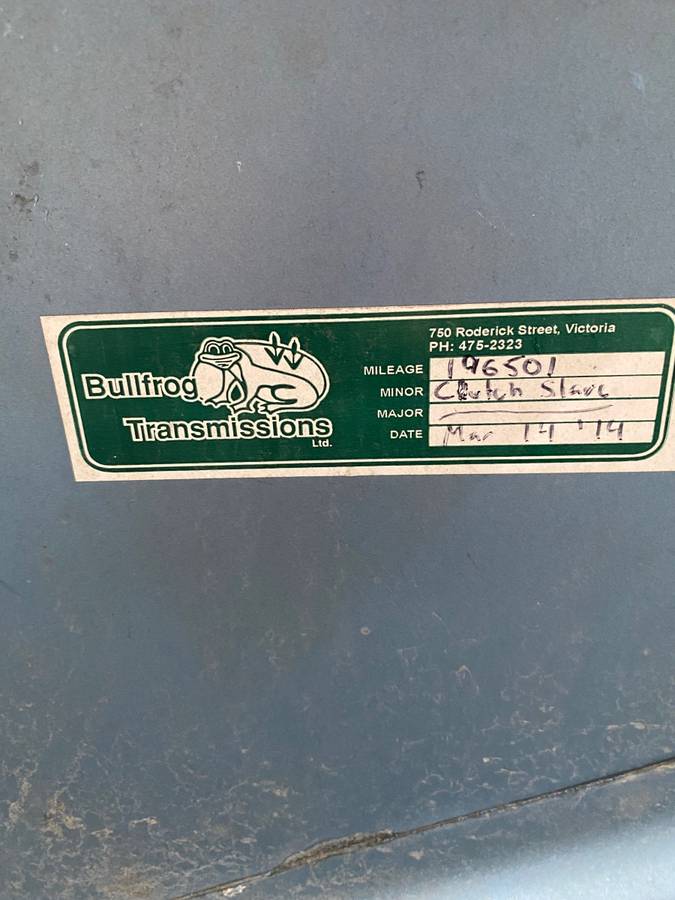 Bullfrog
Transmissions
Ltd.
750 Roderick Street, Victoria
PH: 475-2323
MILEAGE 196501
MINOR Clutch Slave
MAJOR
DATE Mar 14 '14